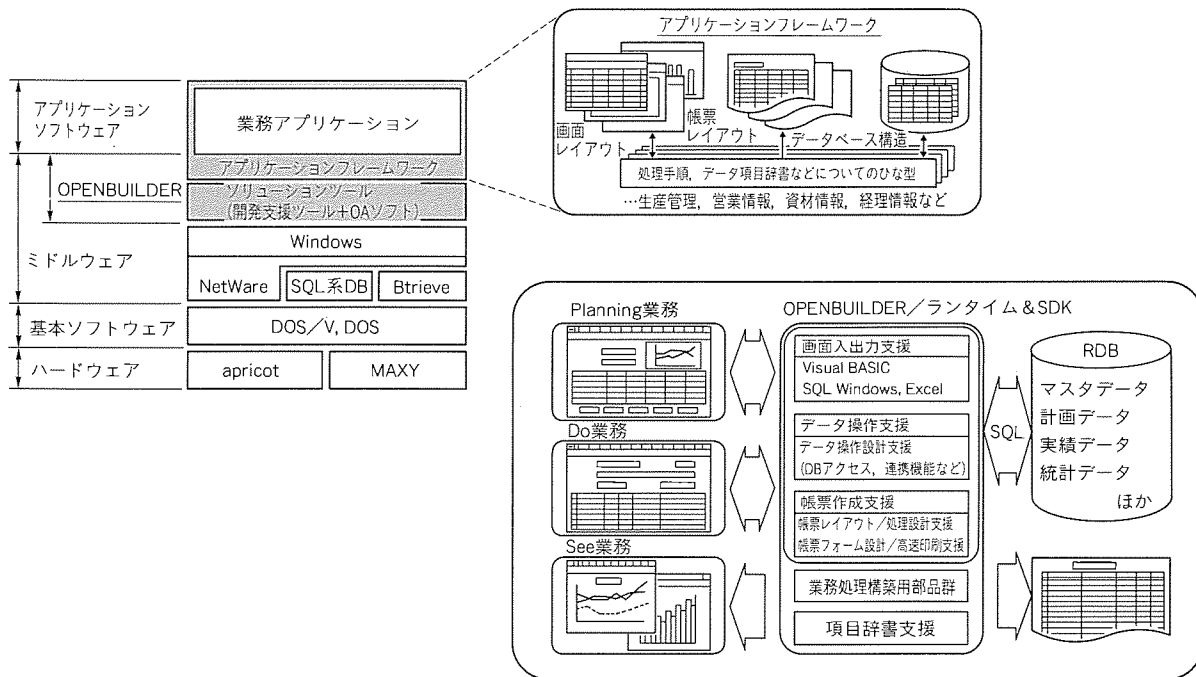 アプリケーション
ソフトウェア
OPENBUILDER
ミドルウェア
基本ソフトウェア
ハードウェア
業務アプリケーション
アプリケーションフレームワーク
ソリューションツール
(開発支援ツール+OAソフト)
Windows
NetWare
SQL系DB
Btrieve
DOS/V, DOS
apricot
MAXY
アプリケーションフレームワーク
画面
レイアウト
帳票
レイアウト
データベース構造
処理手順, データ項目辞書などについてのひな型
…生産管理, 営業情報, 資材情報, 経理情報など
Planning業務
Do業務
See業務
OPENBUILDER/ランタイム&SDK
画面入出力支援
Visual BASIC
SQL Windows, Excel
データ操作支援
データ操作設計支援
(DBアクセス, 連携機能など)
帳票作成支援
帳票レイアウト/処理設計支援
帳票フォーム設計/高速印刷支援
業務処理構築用部品群
項目辞書支援
SQL
RDB
マスタデータ
計画データ
実績データ
統計データ
ほか